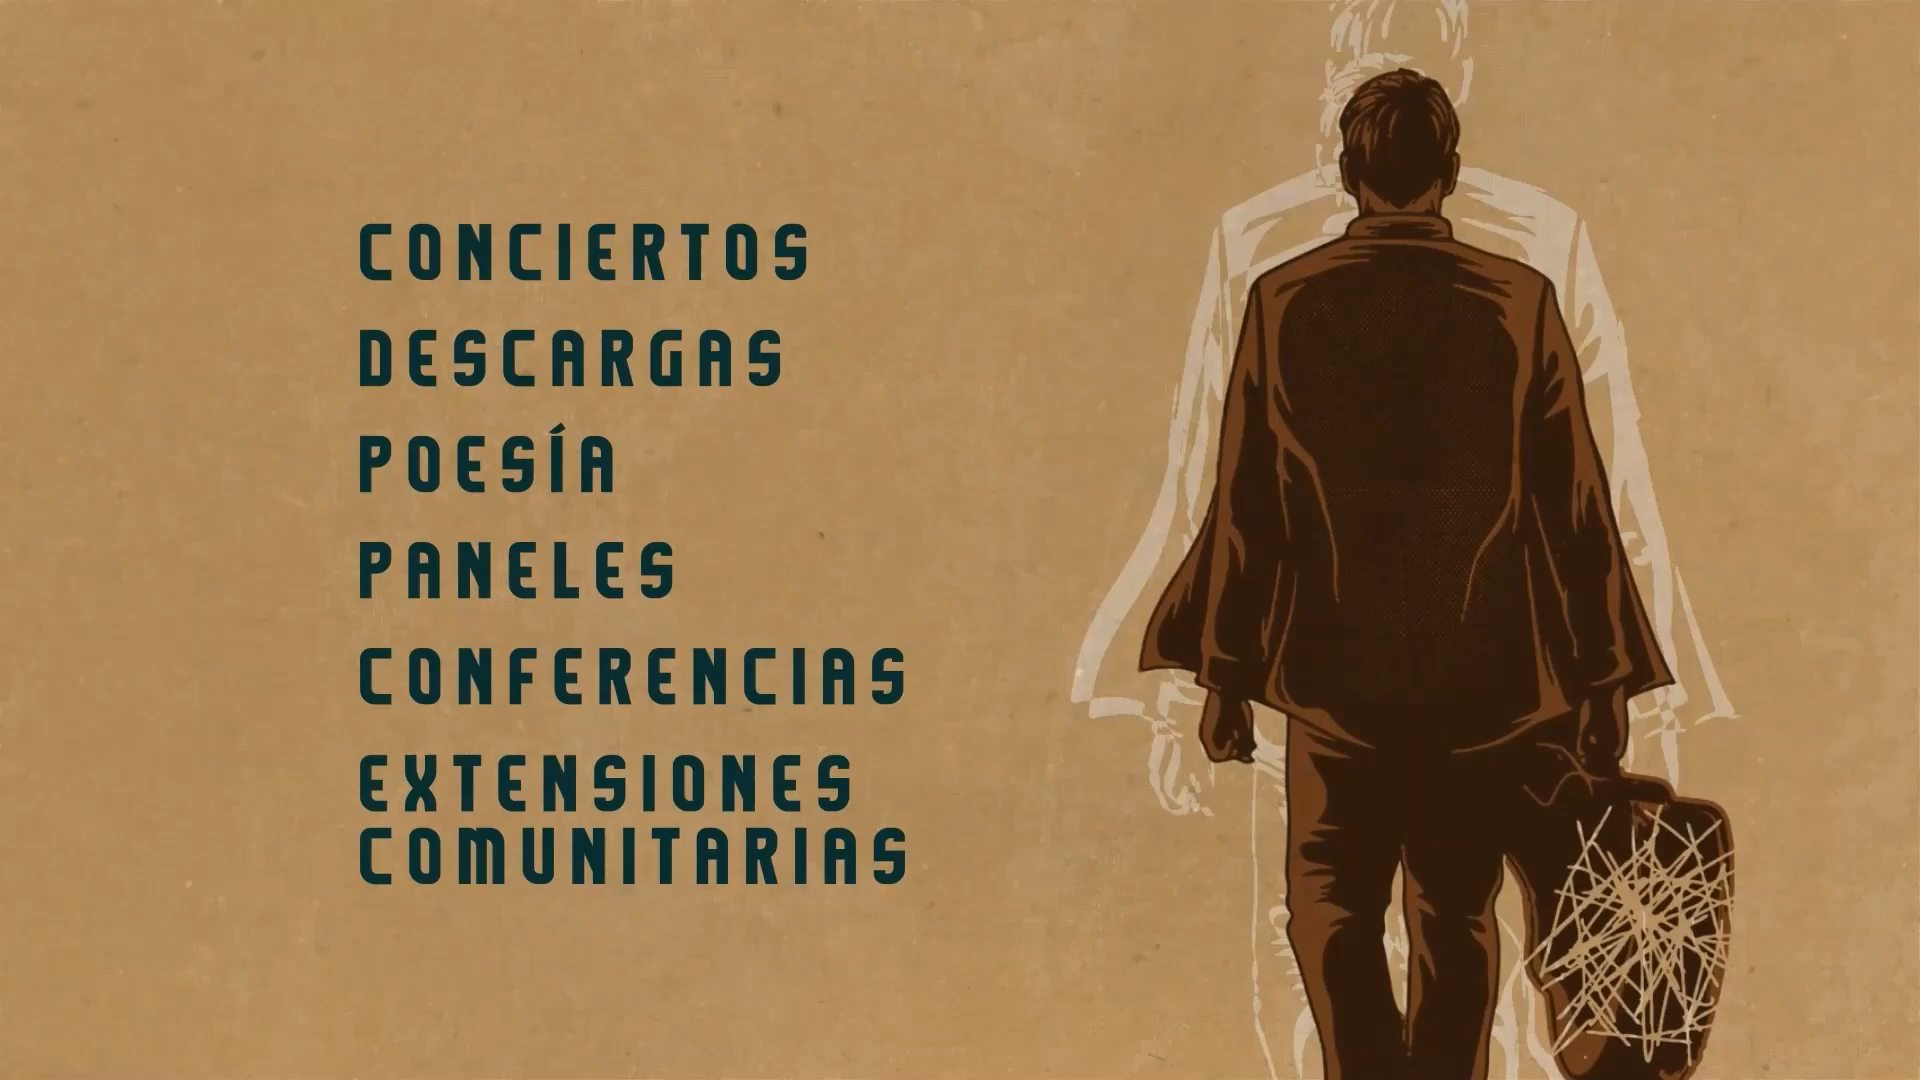 CONCIERTOS
DESCARGAS
POESÍA
PANELES
CONFERENCIAS
EXTENSIONES
COMUNITARIAS